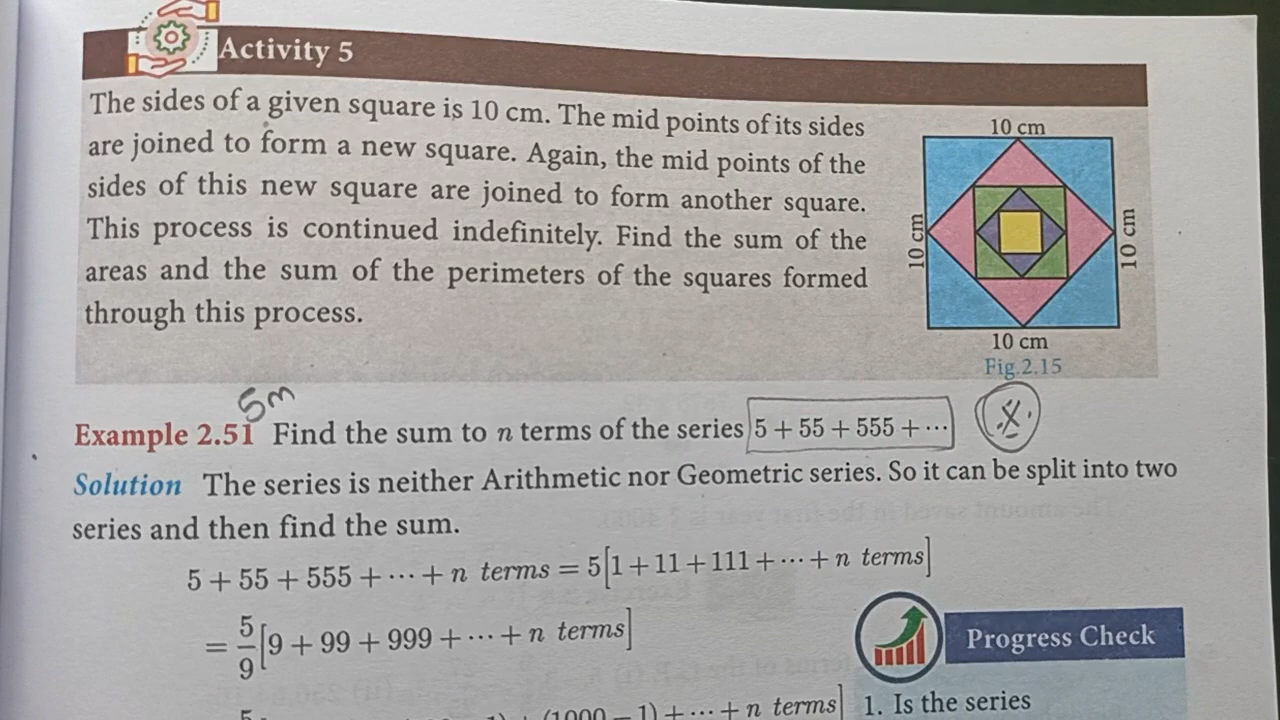 Activity 5
The sides of a given square is 10 cm. The mid points of its sides
are joined to form a new square. Again, the mid points of the
sides of this new square are joined to form another square.
This process is continued indefinitely. Find the sum of the
areas and the sum of the perimeters of the squares formed
through this process.
10 cm
10 cm
10 cm
10 cm
Fig.2.15
5m
Example 2.51 Find the sum to n terms of the series 5 + 55 + 555 + ⋯
Solution The series is neither Arithmetic nor Geometric series. So it can be split into two
series and then find the sum.
5 + 55 + 555 + ⋯ + n terms = 5[1 + 11 + 111 + ⋯ + n terms]
= 5/9 [9 + 99 + 999 + ⋯ + n terms]
Progress Check
1. Is the series
(1000 − 1) + ⋯ + n terms]